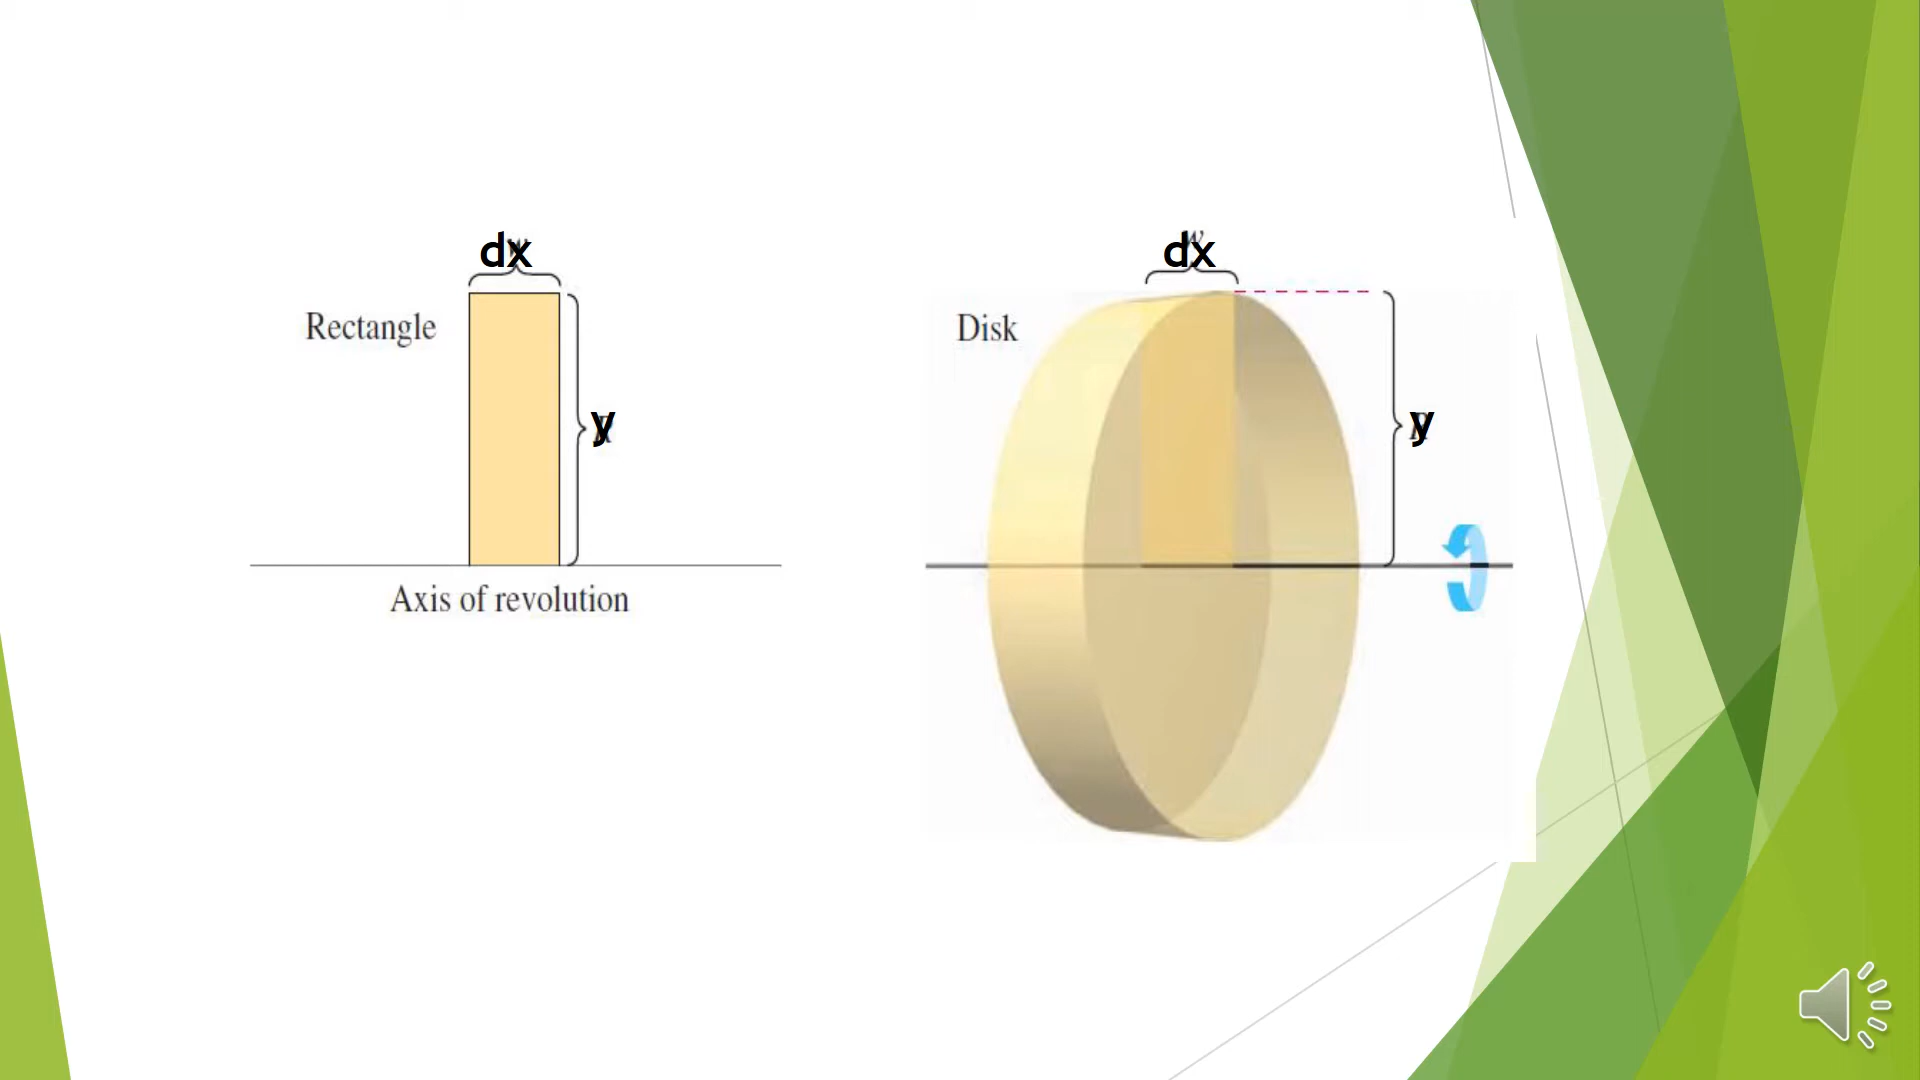 dx
Rectangle
y
Axis of revolution
dx
Disk
y